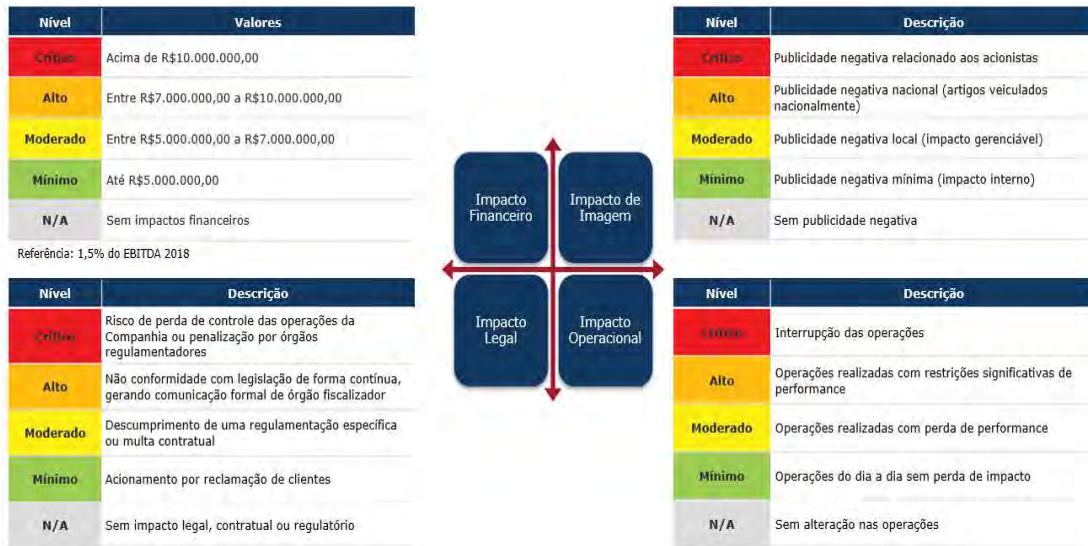 Nível Valores
Crítico Acima de R$10.000.000,00
Alto Entre R$7.000.000,00 a R$10.000.000,00
Moderado Entre R$5.000.000,00 a R$7.000.000,00
Mínimo Até R$5.000.000,00
N/A Sem impactos financeiros
Referência: 1,5% do EBITDA 2018
Nível Descrição
Crítico Publicidade negativa relacionado aos acionistas
Alto Publicidade negativa nacional (artigos veiculados
nacionalmente)
Moderado Publicidade negativa local (impacto gerenciável)
Mínimo Publicidade negativa mínima (impacto interno)
N/A Sem publicidade negativa
Impacto
Financeiro
Impacto de
Imagem
Impacto
Legal
Impacto
Operacional
Nível Descrição
Crítico Risco de perda de controle das operações da
Companhia ou penalização por órgãos
regulamentadores
Alto Não conformidade com legislação de forma contínua,
gerando comunicação formal de órgão fiscalizador
Moderado Descumprimento de uma regulamentação específica
ou multa contratual
Mínimo Acionamento por reclamação de clientes
N/A Sem impacto legal, contratual ou regulatório
Nível Descrição
Crítico Interrupção das operações
Alto Operações realizadas com restrições significativas de
performance
Moderado Operações realizadas com perda de performance
Mínimo Operações do dia a dia sem perda de impacto
N/A Sem alteração nas operações